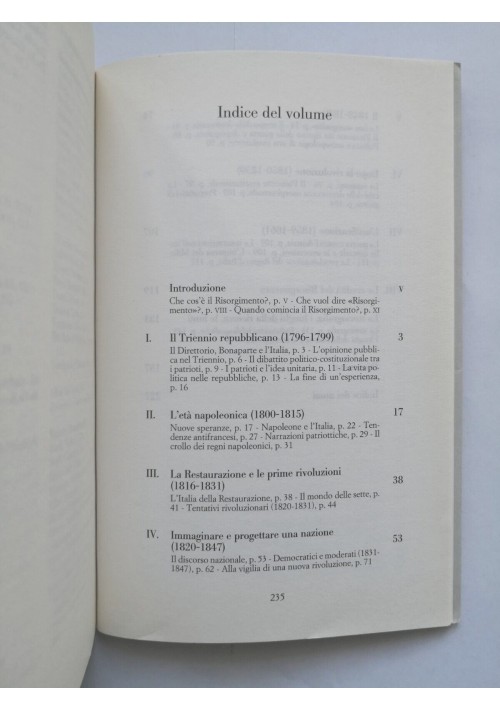 Indice del volume
Introduzione v
Che cos'è il Risorgimento?, p. V - Che vuol dire «Risorgi-
mento»?, p. VIII - Quando comincia il Risorgimento?, p. XI
I. Il Triennio repubblicano (1796-1799) 3
Il Direttorio, Bonaparte e l'Italia, p. 3 - L'opinione pubbli-
ca nel Triennio, p. 6 - Il dibattito politico-costituzionale tra
i patrioti, p. 9 - I patrioti e l'idea unitaria, p. 11 - La vita po-
litica nelle repubbliche, p. 13 - La fine di un'esperienza,
p. 16
II. L'età napoleonica (1800-1815) 17
Nuove speranze, p. 17 - Napoleone e l'Italia, p. 22 - Ten-
denze antifrancesi, p. 27 - Narrazioni patriottiche, p. 29 - Il
crollo dei regni napoleonici, p. 31
III. La Restaurazione e le prime rivoluzioni
(1816-1831) 38
L'Italia della Restaurazione, p. 38 - Il mondo delle sette, p.
41 - Tentativi rivoluzionari (1820-1831), p. 44
IV. Immaginare e progettare una nazione
(1820-1847) 53
Il discorso nazionale, p. 53 - Democratici e moderati (1831-
1847), p. 62 - Alla vigilia di una nuova rivoluzione, p. 71
235